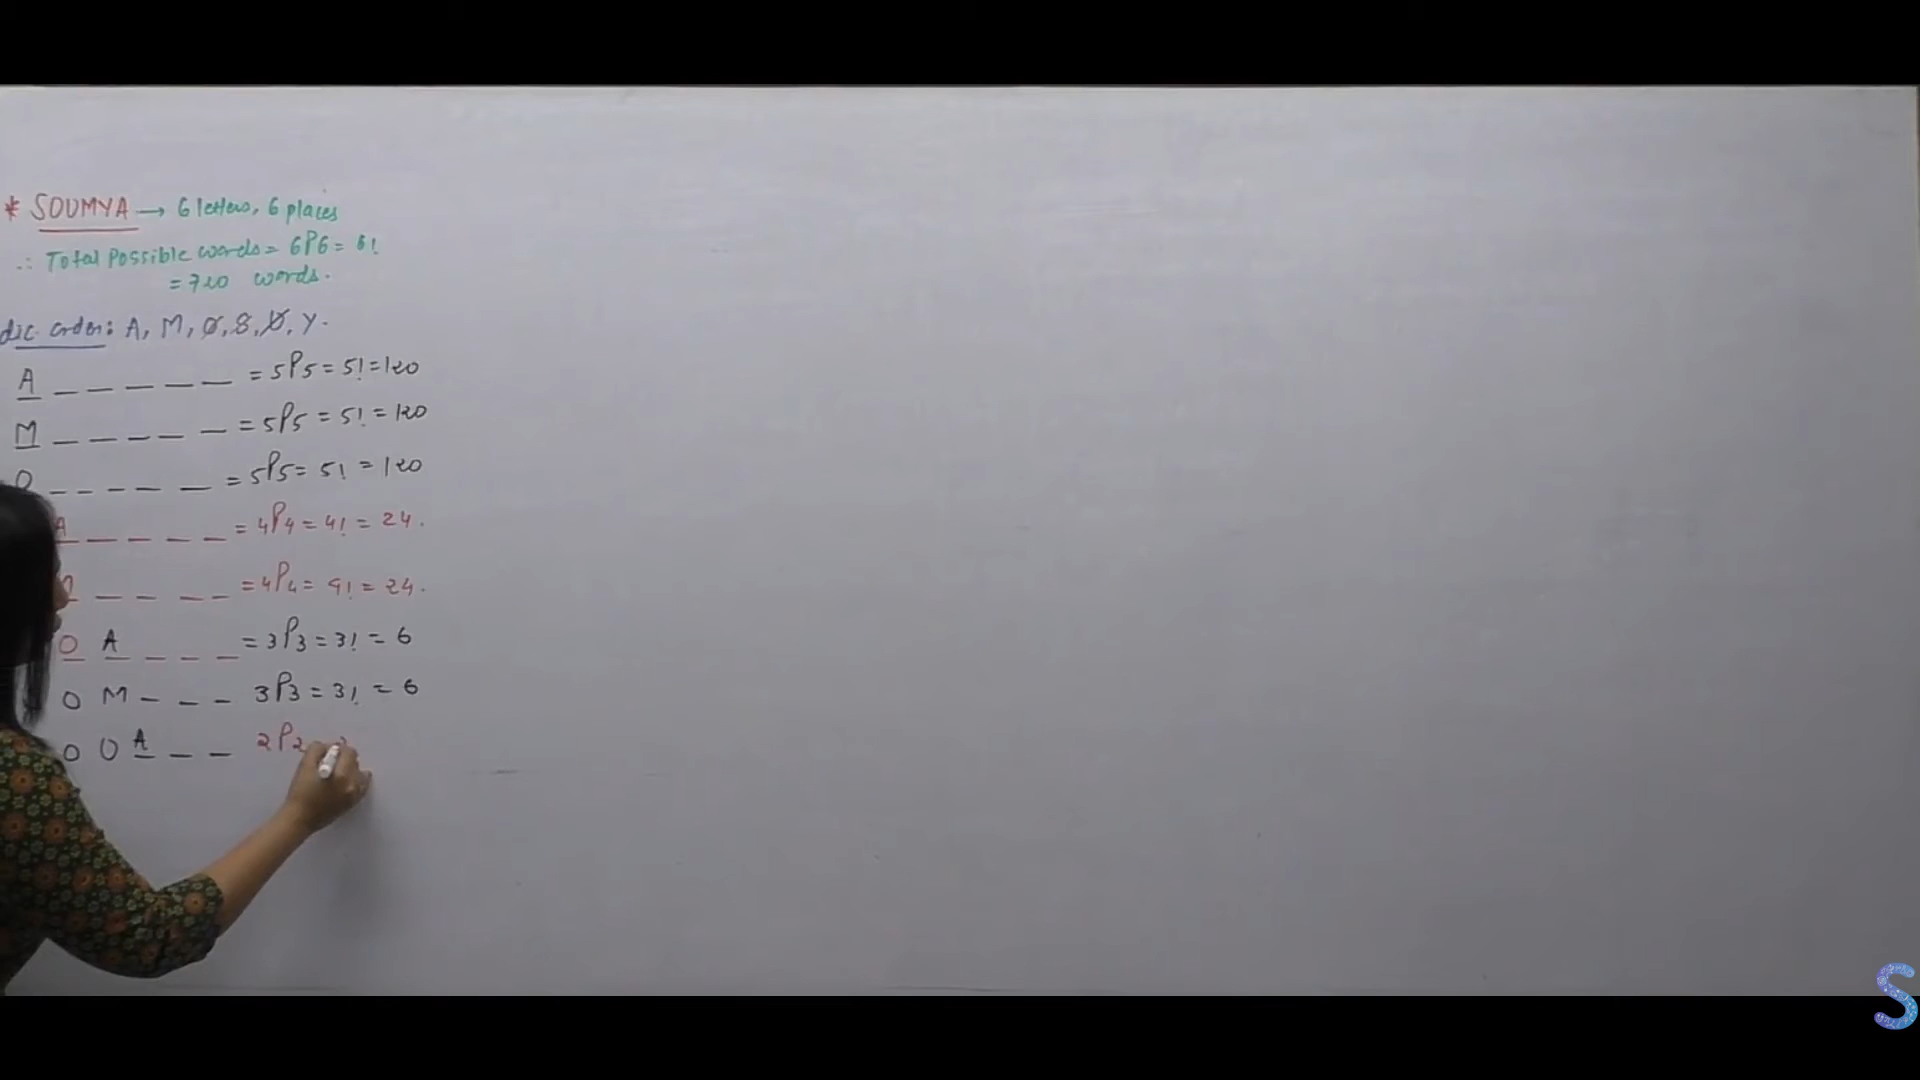 * SOUMYA → 6 letters, 6 places
∴ Total Possible words = 6P6 = 6!
= 720 words.
dic. order: A, M, O, S, U, Y.
A _ _ _ _ _ = 5P5 = 5! = 120
M _ _ _ _ _ = 5P5 = 5! = 120
O _ _ _ _ _ = 5P5 = 5! = 120
A _ _ _ _ = 4P4 = 4! = 24.
_ _ _ _ = 4P4 = 4! = 24.
O A _ _ _ = 3P3 = 3! = 6
O M _ _ _ 3P3 = 3! = 6
O U A _ _ 2P2
S